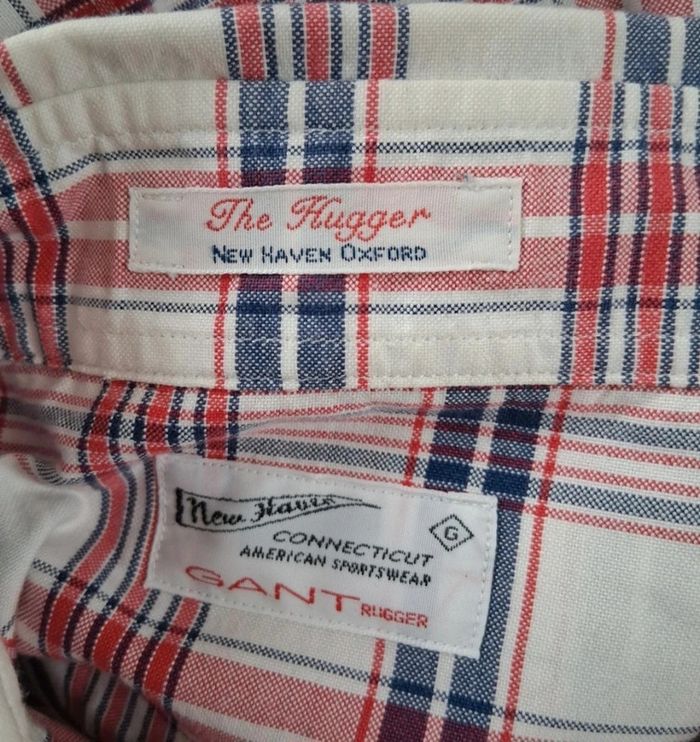 The Hugger
NEW HAVEN OXFORD
New Haven
CONNECTICUT
G
AMERICAN SPORTSWEAR
GANT RUGGER